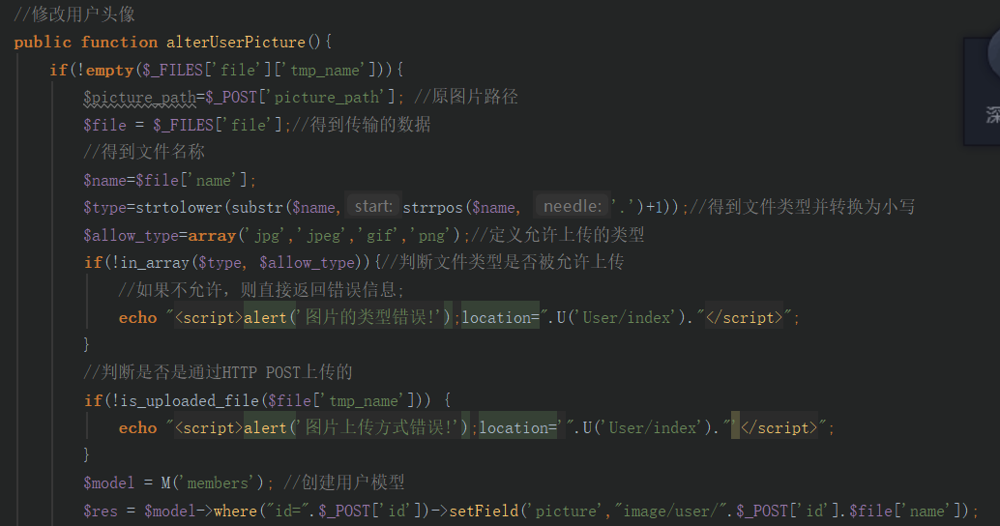 //修改用户头像
public function alterUserPicture(){
if(!empty($_FILES['file']['tmp_name'])){
$picture_path=$_POST['picture_path']; //原图片路径
$file = $_FILES['file'];//得到传输的数据
//得到文件名称
$name=$file['name'];
$type=strtolower(substr($name, start: strrpos($name, needle: '.')+1));//得到文件类型并转换为小写
$allow_type=array('jpg','jpeg','gif','png');//定义允许上传的类型
if(!in_array($type, $allow_type)){//判断文件类型是否被允许上传
//如果不允许，则直接返回错误信息;
echo "<script>alert('图片的类型错误!');location=".U('User/index')."</script>";
}
//判断是否是通过HTTP POST上传的
if(!is_uploaded_file($file['tmp_name'])) {
echo "<script>alert('图片上传方式错误!');location='".U('User/index')."'</script>";
}
$model = M('members'); //创建用户模型
$res = $model->where("id=".$_POST['id'])->setField('picture',"image/user/".$_POST['id'].$file['name']);
深